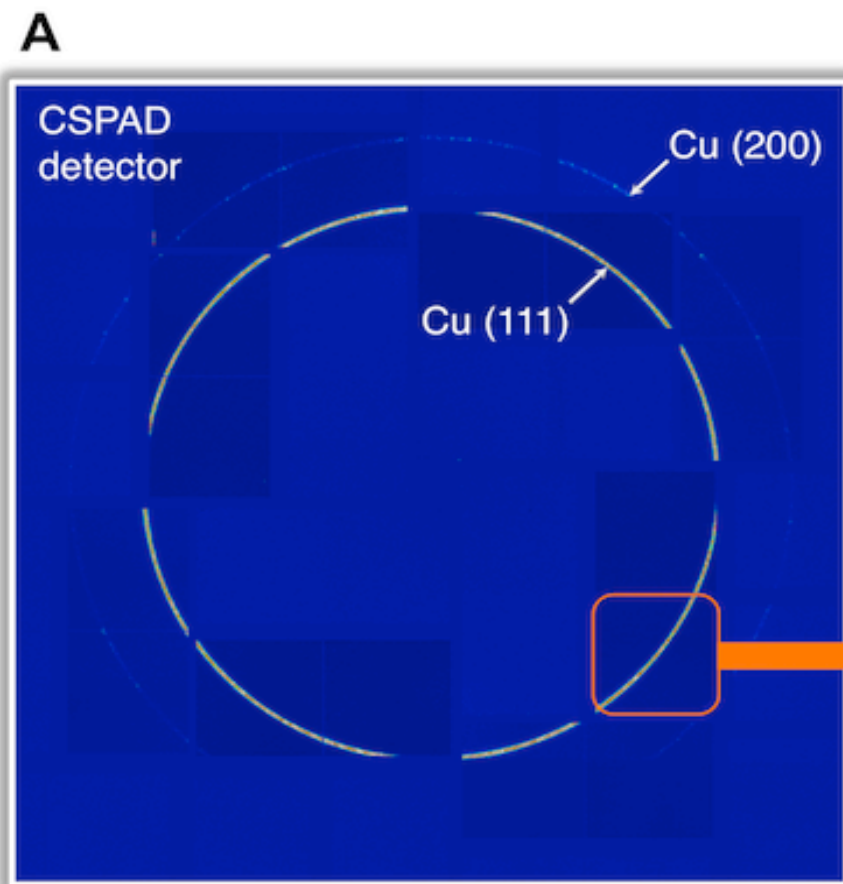 A
CSPAD
detector
Cu (200)
Cu (111)